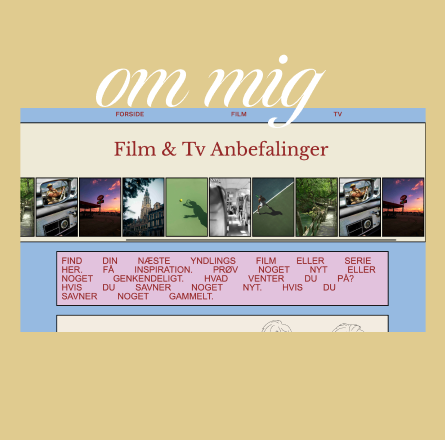 om mig
FORSIDE FILM TV
Film & Tv Anbefalinger
FIND DIN NÆSTE YNDLINGS FILM ELLER SERIE
HER. FÅ INSPIRATION. PRØV NOGET NYT ELLER
NOGET GENKENDELIGT. HVAD VENTER DU PÅ?
HVIS DU SAVNER NOGET NYT. HVIS DU
SAVNER NOGET GAMMELT.